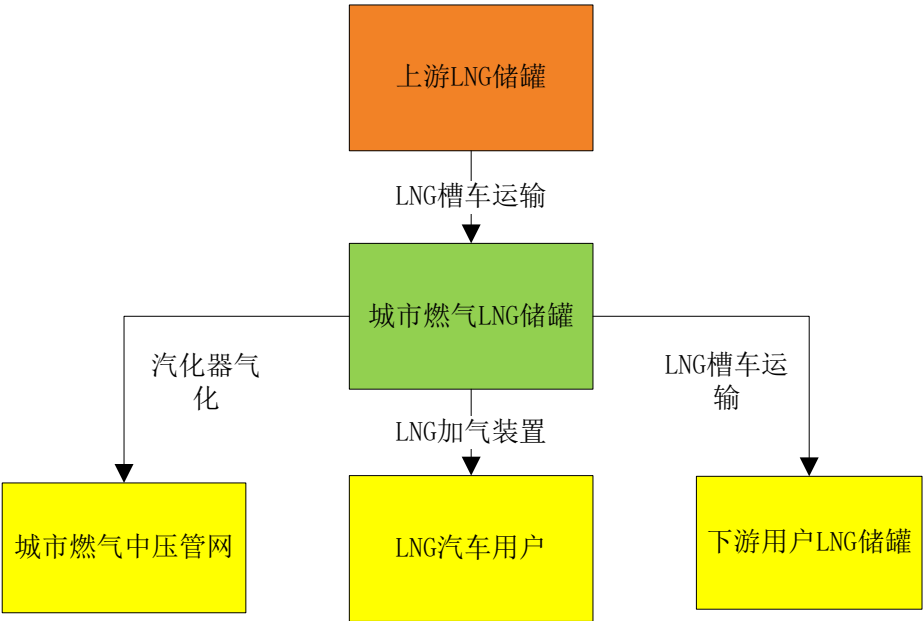 上游LNG储罐
LNG槽车运输
城市燃气LNG储罐
汽化器气
化
LNG加气装置
LNG槽车运
输
城市燃气中压管网
LNG汽车用户
下游用户LNG储罐